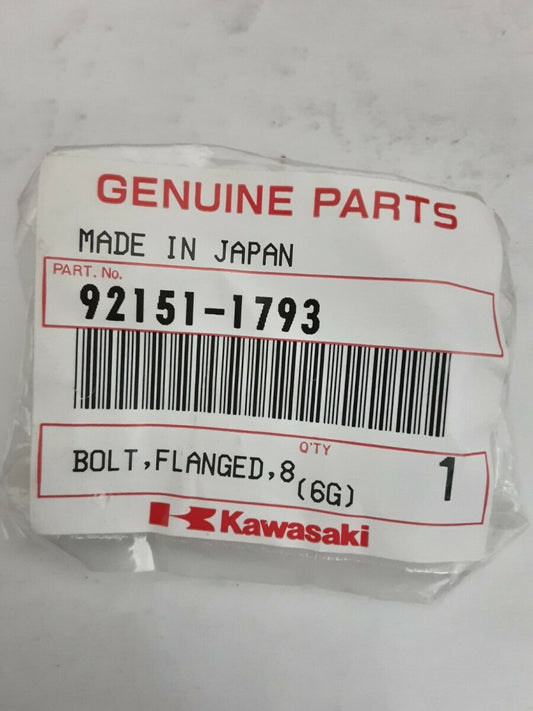 GENUINE PARTS
MADE IN JAPAN
PART. No.
92151-1793
Q'TY
BOLT,FLANGED,8(6G) 1
Kawasaki